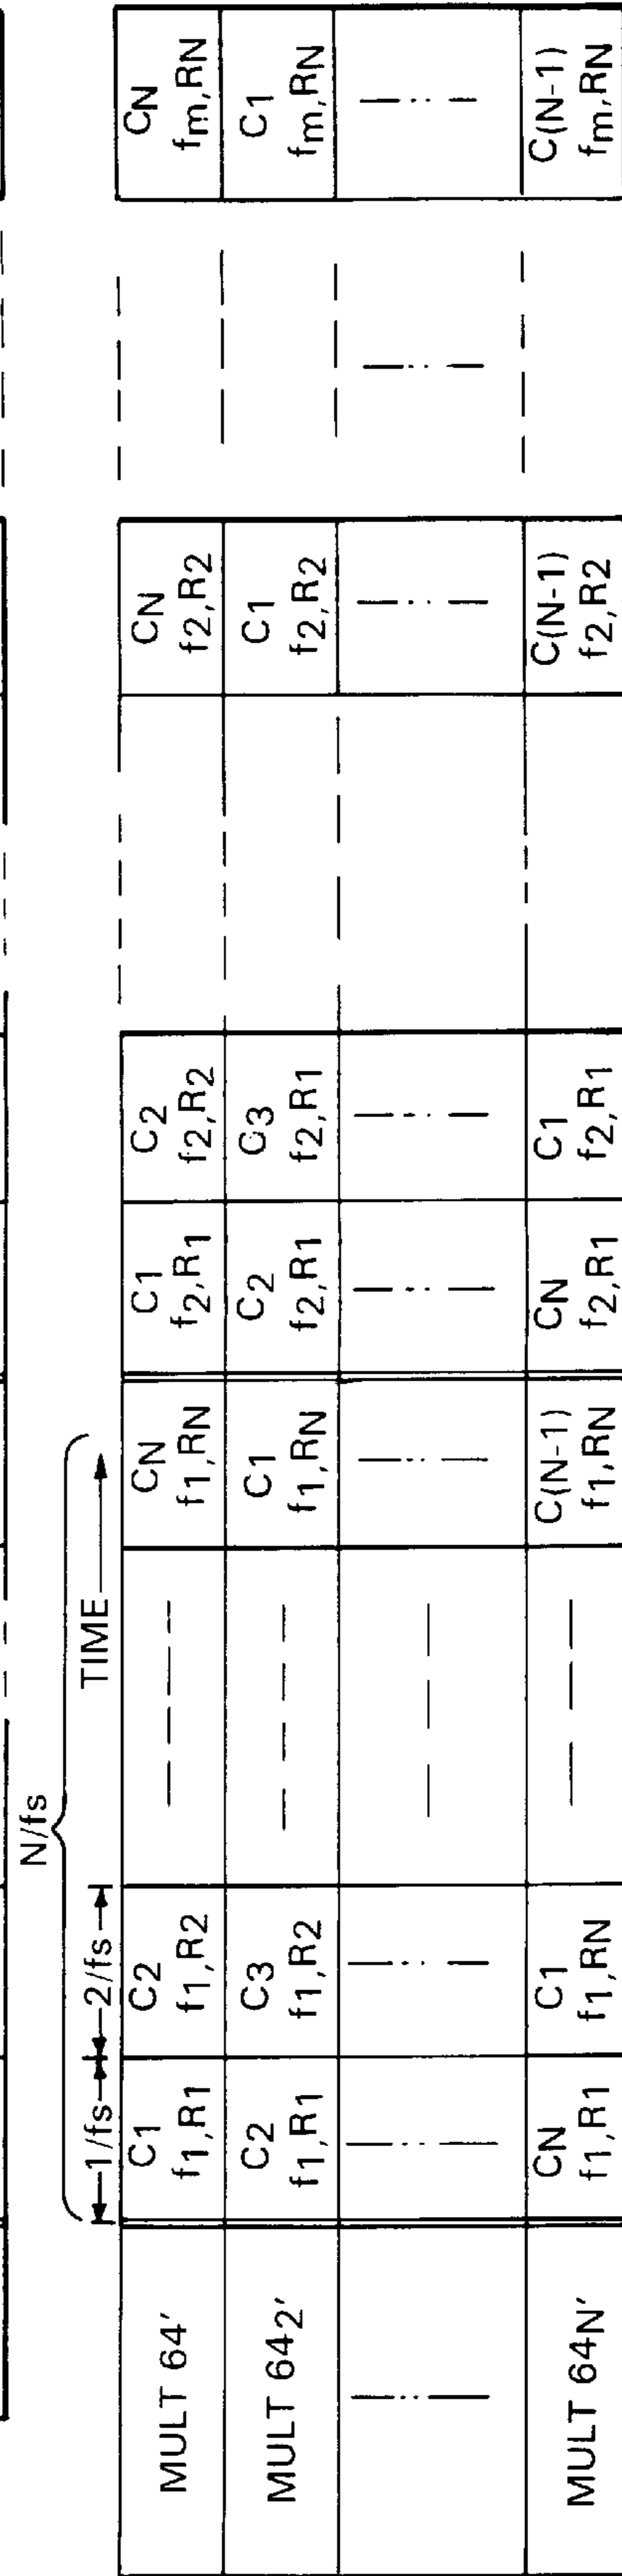 N/fs
1/fs
2/fs
TIME
MULT 64'
C1
f1,R1
C2
f1,R2
CN
f1,RN
C1
f2,R1
C2
f2,R2
CN
f2,R2
CN
fm,RN
MULT 642'
C2
f1,R1
C3
f1,R2
C1
f1,RN
C2
f2,R1
C3
f2,R1
C1
f2,R2
C1
fm,RN
MULT 64N'
CN
f1,R1
C1
f1,RN
C(N-1)
f1,RN
CN
f2,R1
C1
f2,R1
C(N-1)
f2,R2
C(N-1)
fm,RN